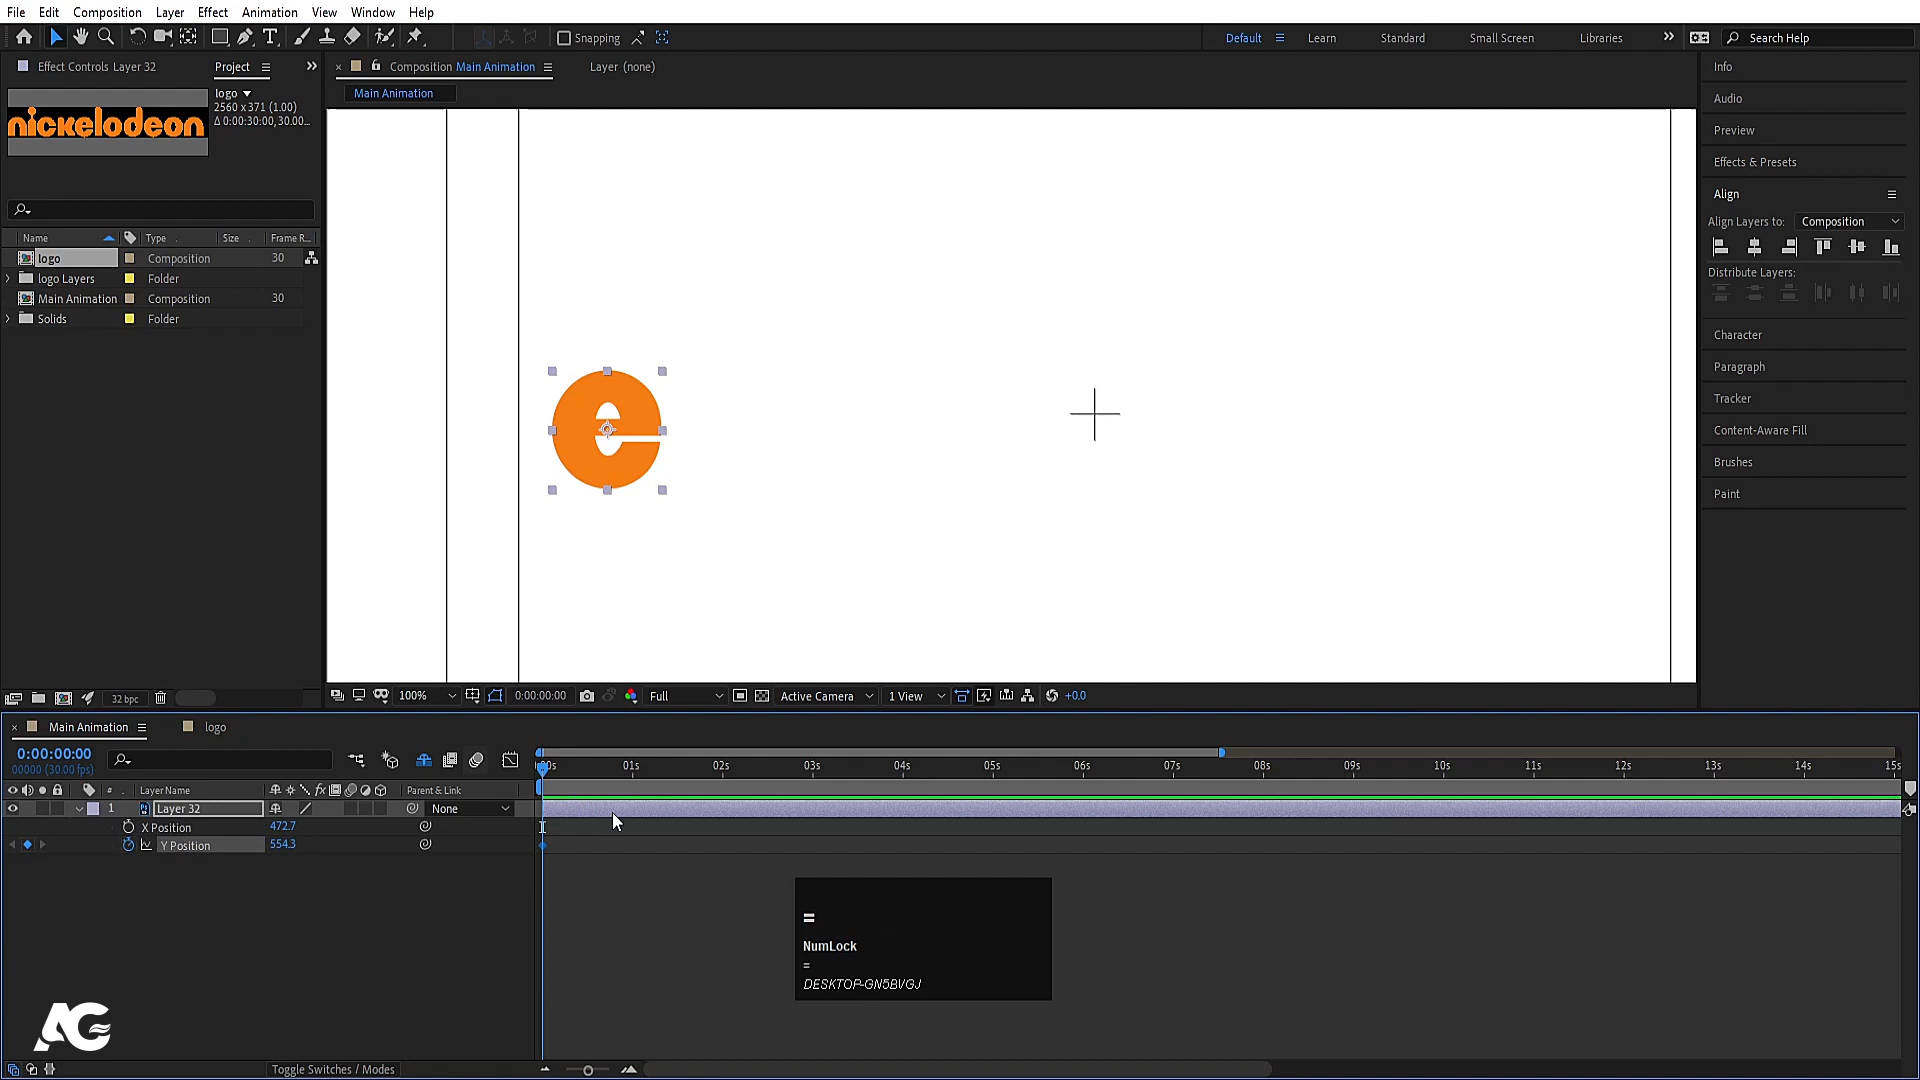 File Edit Composition Layer Effect Animation View Window Help
Snapping
Default Learn Standard Small Screen Libraries Search Help
Effect Controls Layer 32 Project
Composition Main Animation Layer (none)
Main Animation
nickelodeon
logo
2560 x 371 (1.00)
Δ 0:00:30:00, 30.00...
Name Type Size Frame R...
logo Composition 30
logo Layers Folder
Main Animation Composition 30
Solids Folder
e
Info
Audio
Preview
Effects & Presets
Align
Align Layers to: Composition
Distribute Layers:
Character
Paragraph
Tracker
Content-Aware Fill
Brushes
Paint
32 bpc
100% 0:00:00:00 Full Active Camera 1 View +0.0
Main Animation logo
0:00:00:00
00000 (30.00 fps)
00s 01s 02s 03s 04s 05s 06s 07s 08s 09s 10s 11s 12s 13s 14s 15s
# Layer Name fx Parent & Link
1 Layer 32 None
X Position 472.7
Y Position 554.3
=
NumLock
=
DESKTOP-GN5BVGJ
AG
Toggle Switches / Modes